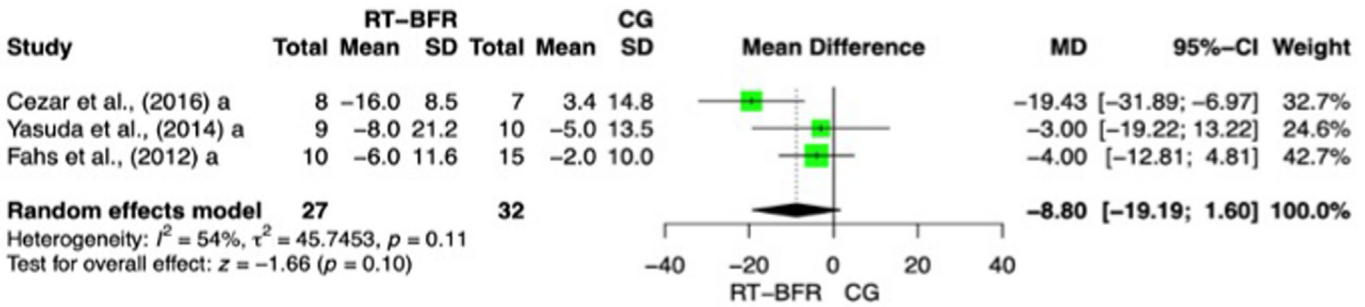 RT–BFR CG
Study Total Mean SD Total Mean SD Mean Difference MD 95%–CI Weight
Cezar et al., (2016) a 8 −16.0 8.5 7 3.4 14.8 −19.43 [−31.89; −6.97] 32.7%
Yasuda et al., (2014) a 9 −8.0 21.2 10 −5.0 13.5 −3.00 [−19.22; 13.22] 24.6%
Fahs et al., (2012) a 10 −6.0 11.6 15 −2.0 10.0 −4.00 [−12.81; 4.81] 42.7%
Random effects model 27 32 −8.80 [−19.19; 1.60] 100.0%
Heterogeneity: I² = 54%, τ² = 45.7453, p = 0.11
Test for overall effect: z = −1.66 (p = 0.10)
−40 −20 0 20 40
RT−BFR CG